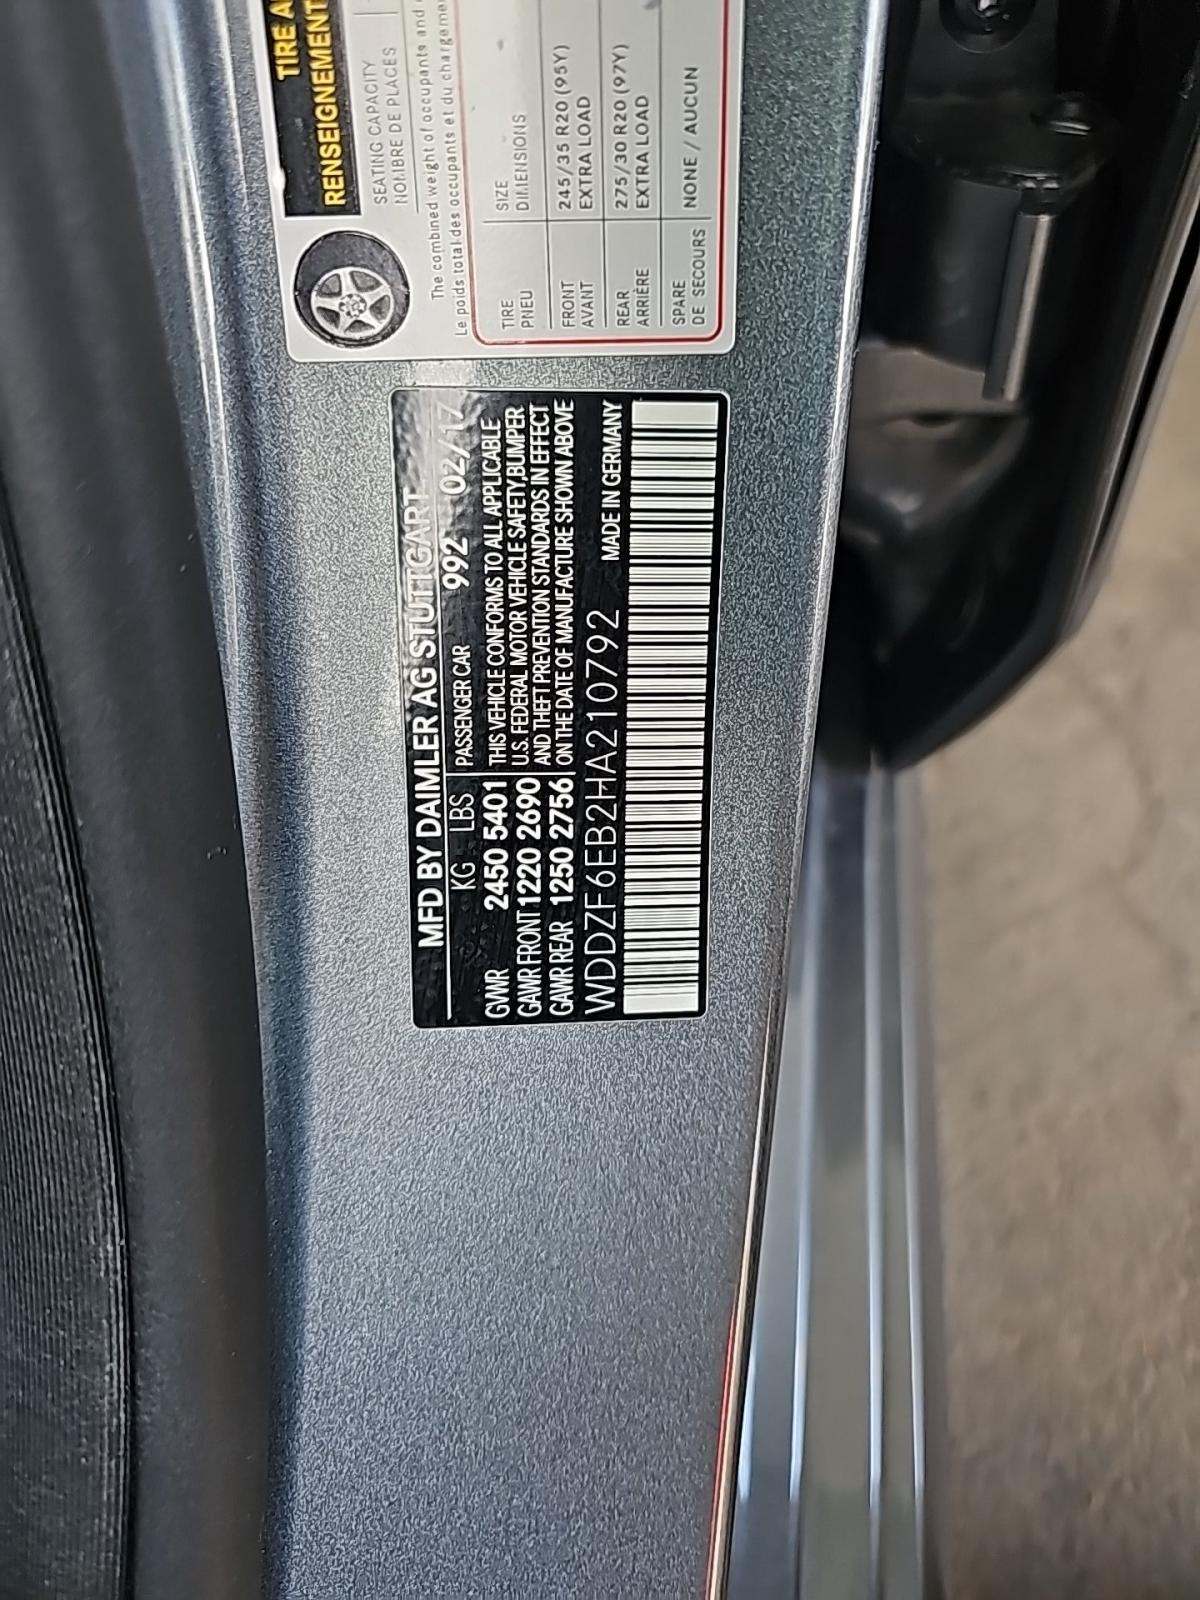 TIRE
RENSEIGNEMENT
SEATING CAPACITY
NOMBRE DE PLACES
The combined weight of occupants and
Le poids total des occupants et du chargement
TIRE SIZE
PNEU DIMENSIONS
FRONT 245/35 R20 (95Y)
AVANT EXTRA LOAD
REAR 275/30 R20 (97Y)
ARRIÈRE EXTRA LOAD
SPARE NONE / AUCUN
DE SECOURS
MFD BY DAIMLER AG STUTTGART
KG LBS PASSENGER CAR 992 02/17
GVWR 2450 5401 THIS VEHICLE CONFORMS TO ALL APPLICABLE
GAWR FRONT 1220 2690 U.S. FEDERAL MOTOR VEHICLE SAFETY,BUMPER
GAWR REAR 1250 2756 AND THEFT PREVENTION STANDARDS IN EFFECT
ON THE DATE OF MANUFACTURE SHOWN ABOVE
WDDZF6EB2HA210792 MADE IN GERMANY